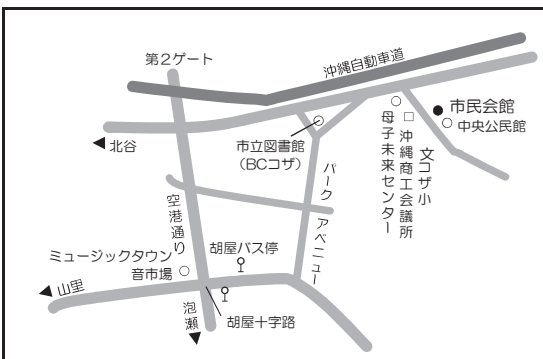 第2ゲート
沖縄自動車道
北谷
市立図書館
（BCコザ）
市民会館
中央公民館
文コザ小
沖縄商工会議所
母子未来センター
パークアベニュー
空港通り
ミュージックタウン
音市場
胡屋バス停
山里
泡瀬
胡屋十字路